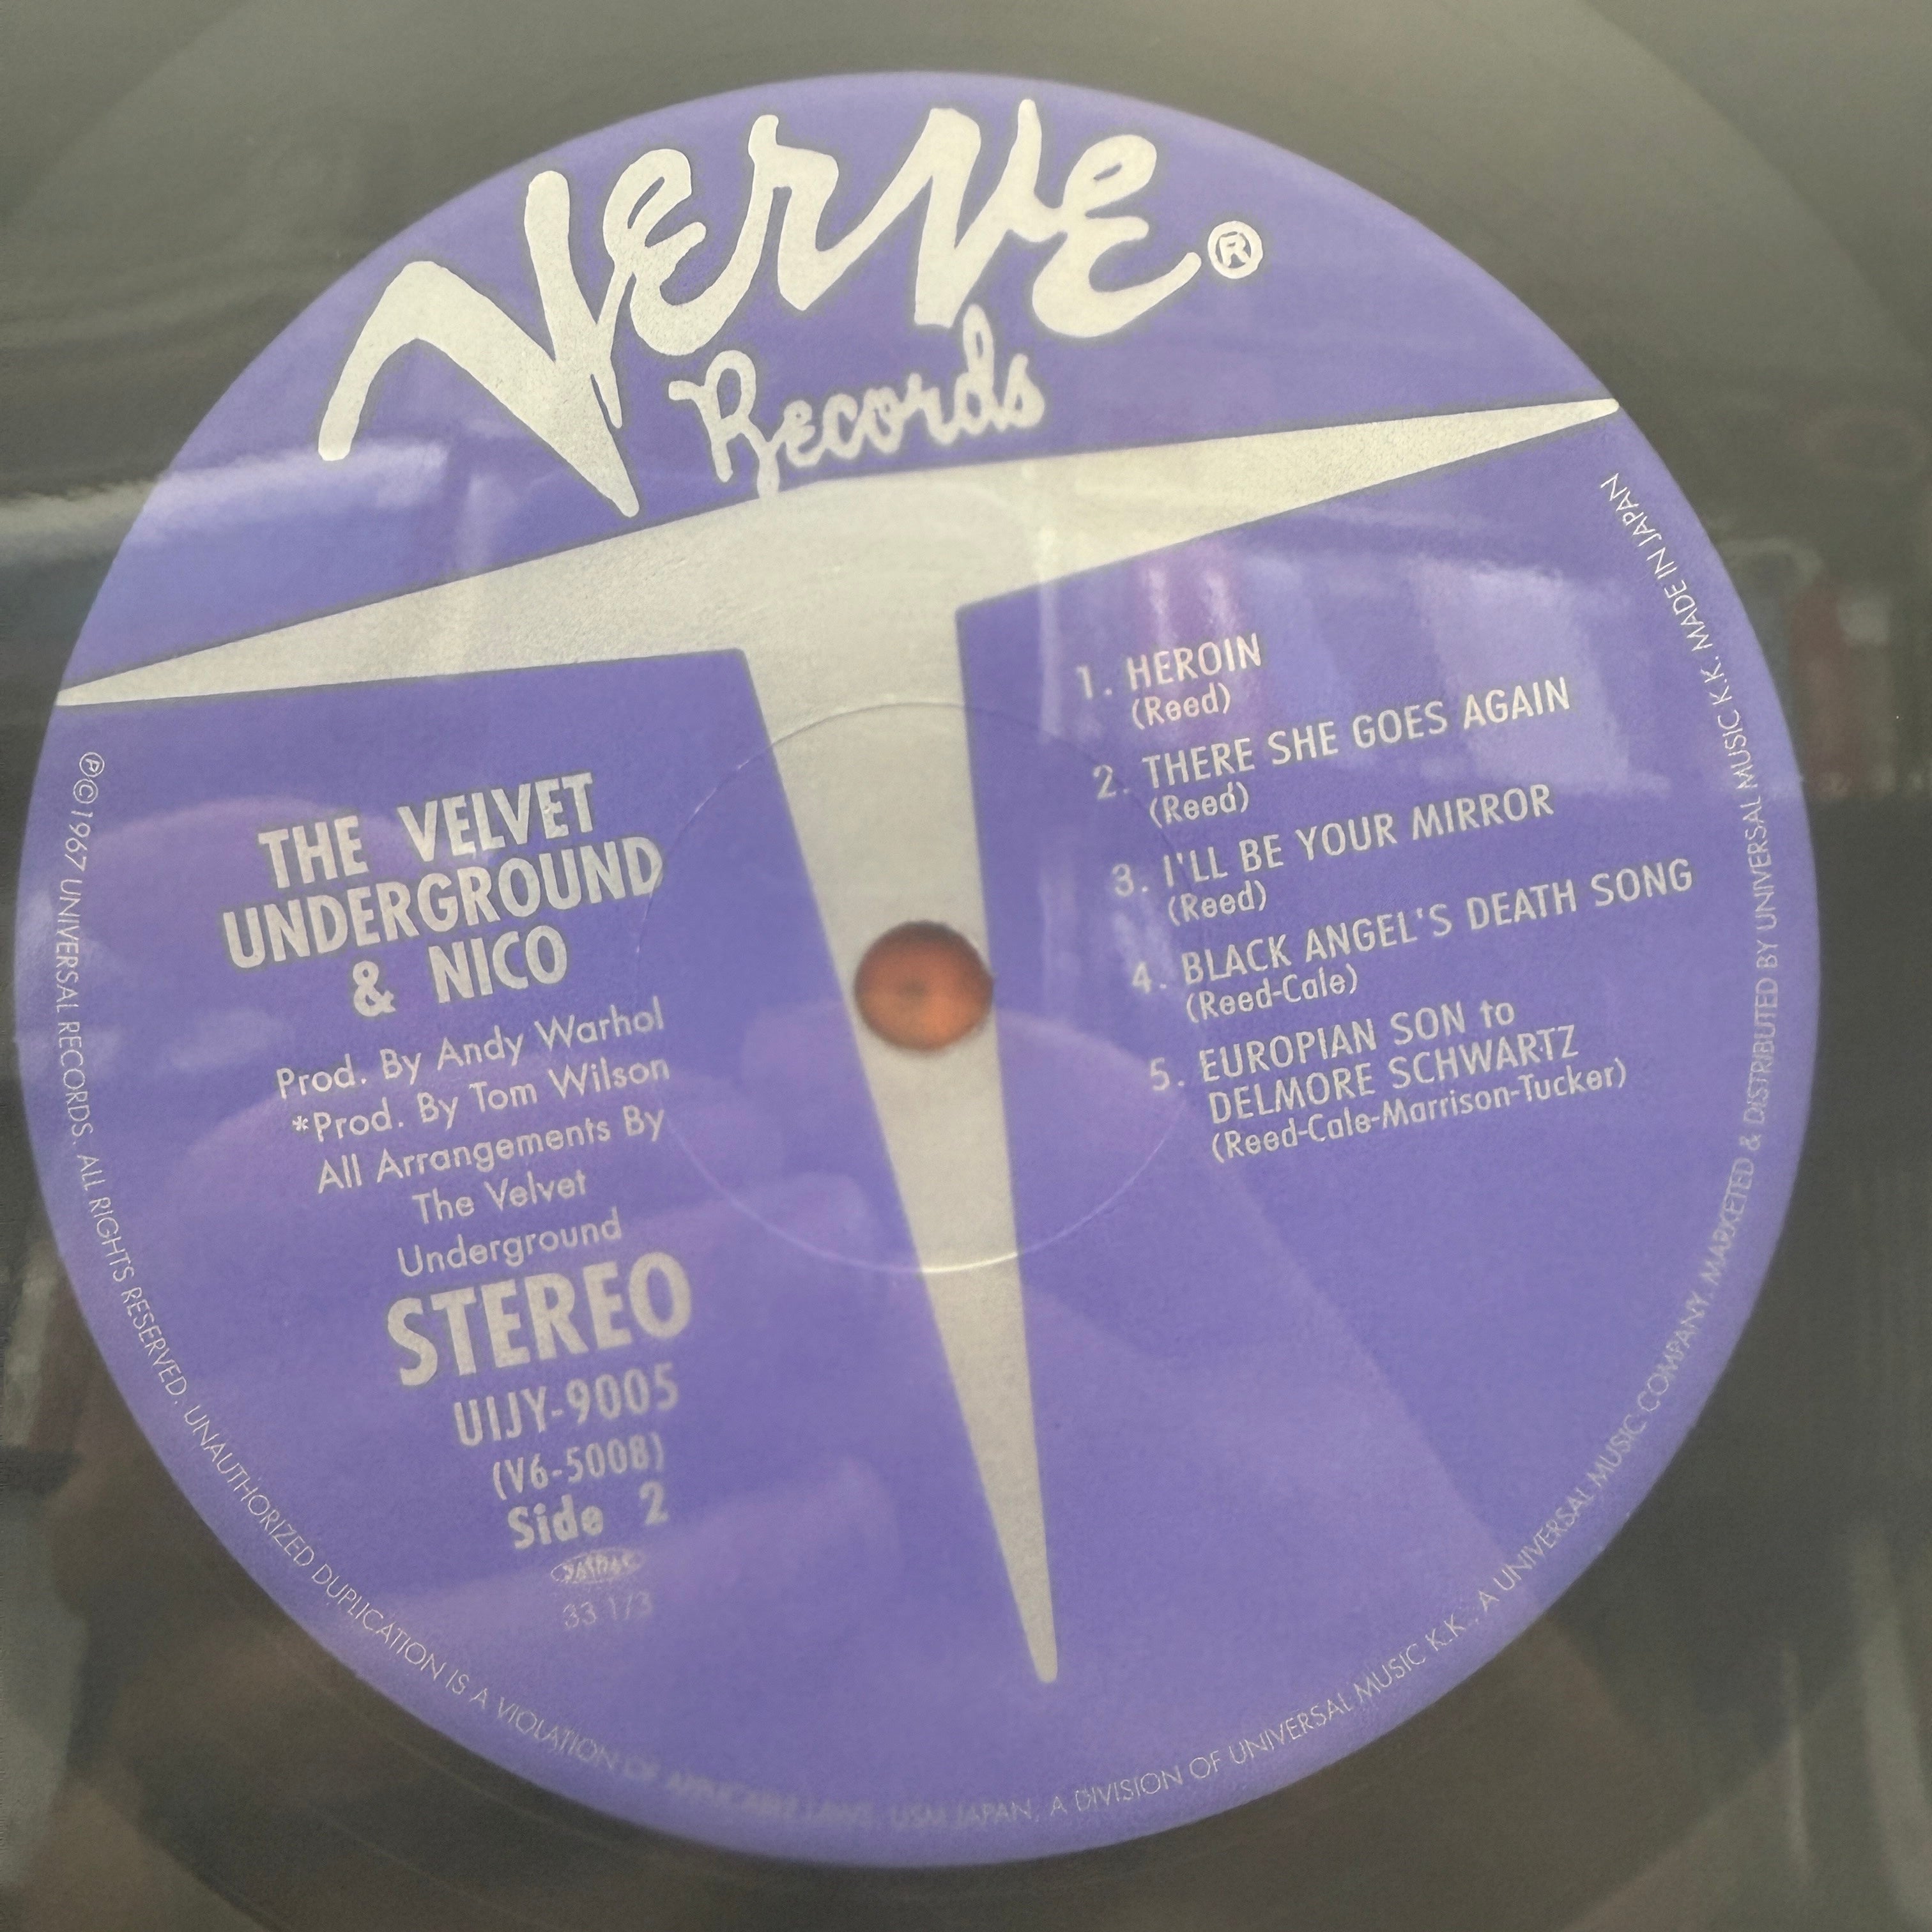 Verve®
Records
THE VELVET
UNDERGROUND
& NICO
Prod. By Andy Warhol
*Prod. By Tom Wilson
All Arrangements By
The Velvet
Underground
STEREO
UIJY-9005
(V6-5008)
Side 2
33 1/3
1. HEROIN
(Reed)
2. THERE SHE GOES AGAIN
(Reed)
3. I'LL BE YOUR MIRROR
(Reed)
4. BLACK ANGEL'S DEATH SONG
(Reed-Cale)
5. EUROPIAN SON to
DELMORE SCHWARTZ
(Reed-Cale-Marrison-Tucker)
℗©1967 UNIVERSAL RECORDS. ALL RIGHTS RESERVED. UNAUTHORIZED DUPLICATION IS A VIOLATION OF APPLICABLE LAWS. USM JAPAN, A DIVISION OF UNIVERSAL MUSIC K.K., A UNIVERSAL MUSIC COMPANY. MARKETED & DISTRIBUTED BY UNIVERSAL MUSIC K.K. MADE IN JAPAN